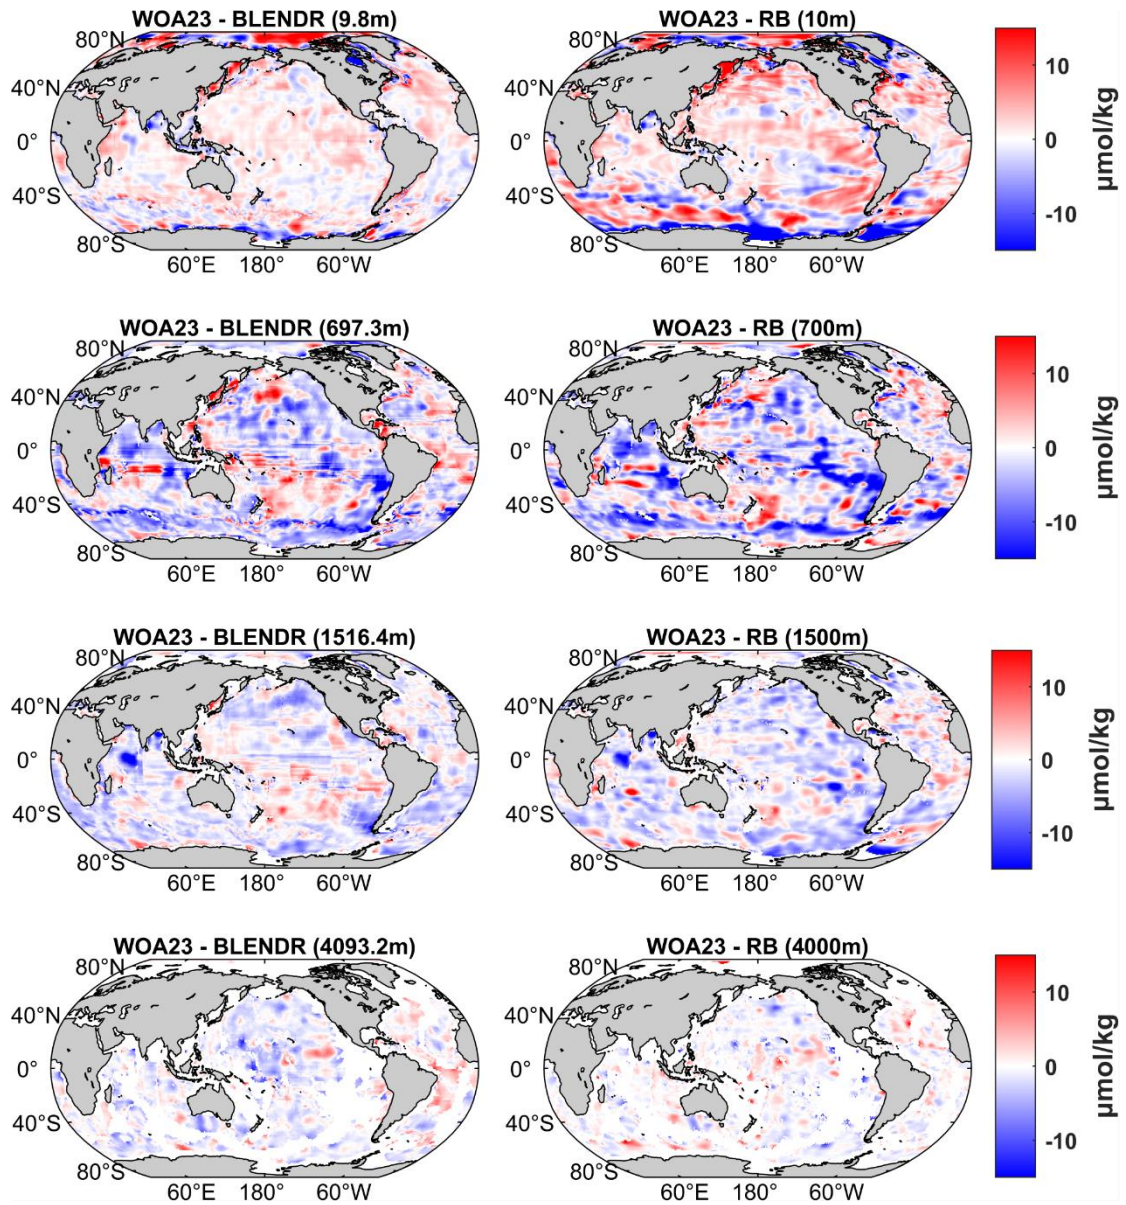 WOA23 - BLENDR (9.8m)
80°N
40°N
0°
40°S
80°S
60°E 180° 60°W
WOA23 - RB (10m)
80°N
40°N
0°
40°S
80°S
60°E 180° 60°W
10
0
-10
µmol/kg
WOA23 - BLENDR (697.3m)
80°N
40°N
0°
40°S
80°S
60°E 180° 60°W
WOA23 - RB (700m)
80°N
40°N
0°
40°S
80°S
60°E 180° 60°W
10
0
-10
µmol/kg
WOA23 - BLENDR (1516.4m)
80°N
40°N
0°
40°S
80°S
60°E 180° 60°W
WOA23 - RB (1500m)
80°N
40°N
0°
40°S
80°S
60°E 180° 60°W
10
0
-10
µmol/kg
WOA23 - BLENDR (4093.2m)
80°N
40°N
0°
40°S
80°S
60°E 180° 60°W
WOA23 - RB (4000m)
80°N
40°N
0°
40°S
80°S
60°E 180° 60°W
10
0
-10
µmol/kg